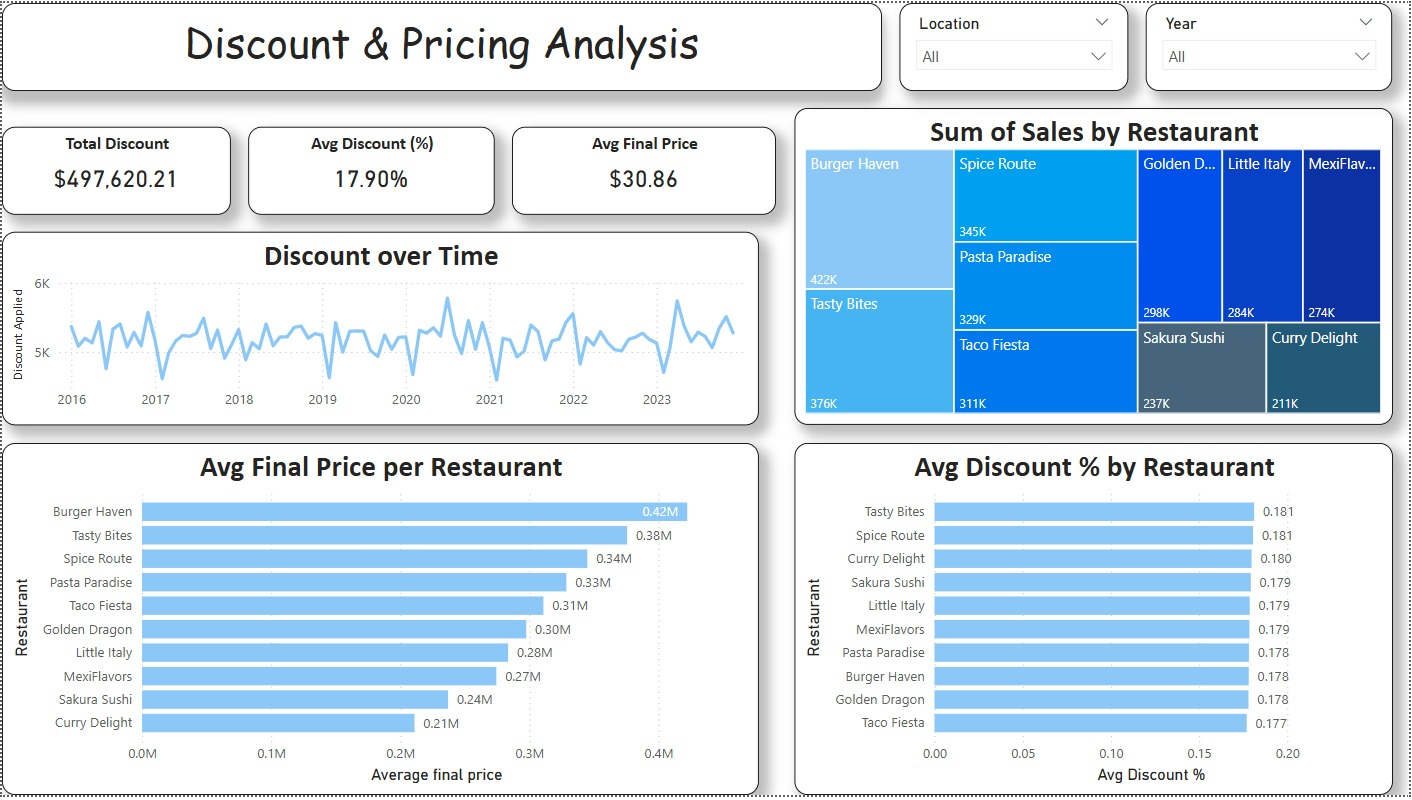 Discount & Pricing Analysis
Location
All
Year
All
Total Discount
$497,620.21
Avg Discount (%)
17.90%
Avg Final Price
$30.86
Sum of Sales by Restaurant
Burger Haven
422K
Tasty Bites
376K
Spice Route
345K
Pasta Paradise
329K
Taco Fiesta
311K
Golden D...
298K
Little Italy
284K
MexiFlav...
274K
Sakura Sushi
237K
Curry Delight
211K
Discount over Time
Discount Applied
6K
5K
2016 2017 2018 2019 2020 2021 2022 2023
Avg Final Price per Restaurant
Restaurant
Burger Haven 0.42M
Tasty Bites 0.38M
Spice Route 0.34M
Pasta Paradise 0.33M
Taco Fiesta 0.31M
Golden Dragon 0.30M
Little Italy 0.28M
MexiFlavors 0.27M
Sakura Sushi 0.24M
Curry Delight 0.21M
0.0M 0.1M 0.2M 0.3M 0.4M
Average final price
Avg Discount % by Restaurant
Restaurant
Tasty Bites 0.181
Spice Route 0.181
Curry Delight 0.180
Sakura Sushi 0.179
Little Italy 0.179
MexiFlavors 0.179
Pasta Paradise 0.178
Burger Haven 0.178
Golden Dragon 0.178
Taco Fiesta 0.177
0.00 0.05 0.10 0.15 0.20
Avg Discount %